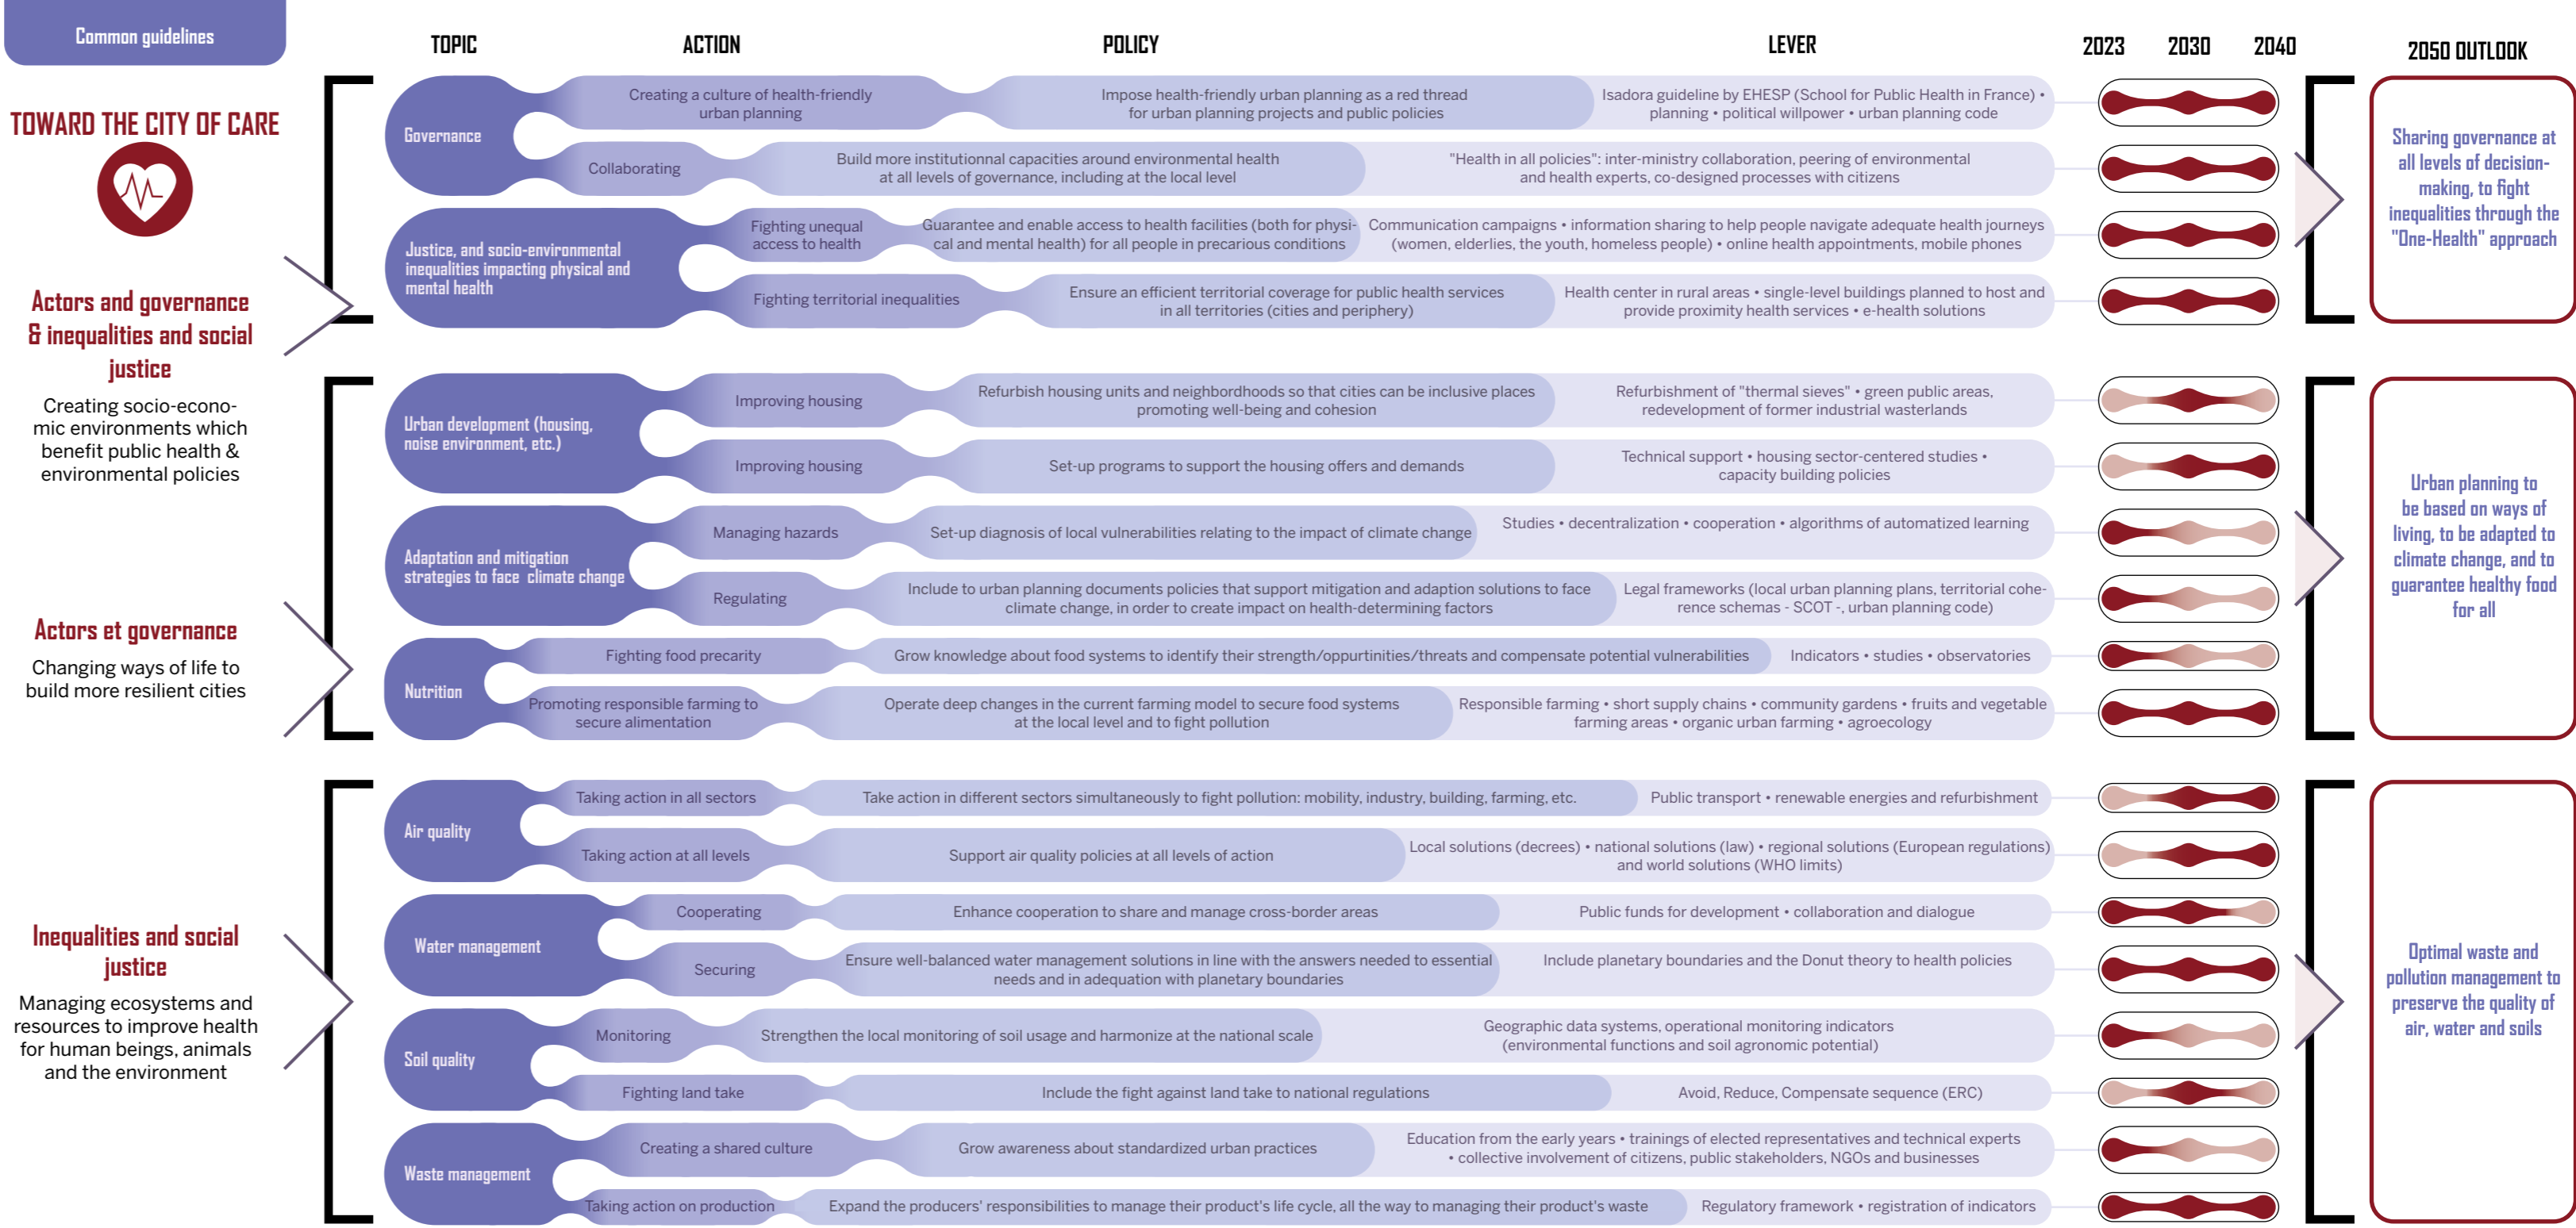 Common guidelines
TOWARD THE CITY OF CARE
TOPIC
ACTION
POLICY
LEVER
2023
2030
2040
2050 OUTLOOK
Actors and governance
& inequalities and social
justice
Creating socio-econo-
mic environments which
benefit public health &
environmental policies
Governance
Creating a culture of health-friendly
urban planning
Impose health-friendly urban planning as a red thread
for urban planning projects and public policies
Isadora guideline by EHESP (School for Public Health in France) •
planning • political willpower • urban planning code
Collaborating
Build more institutionnal capacities around environmental health
at all levels of governance, including at the local level
"Health in all policies": inter-ministry collaboration, peering of environmental
and health experts, co-designed processes with citizens
Justice, and socio-environmental
inequalities impacting physical and
mental health
Fighting unequal
access to health
Guarantee and enable access to health facilities (both for physi-
cal and mental health) for all people in precarious conditions
Communication campaigns • information sharing to help people navigate adequate health journeys
(women, elderlies, the youth, homeless people) • online health appointments, mobile phones
Fighting territorial inequalities
Ensure an efficient territorial coverage for public health services
in all territories (cities and periphery)
Health center in rural areas • single-level buildings planned to host and
provide proximity health services • e-health solutions
Sharing governance at
all levels of decision-
making, to fight
inequalities through the
"One-Health" approach
Actors et governance
Changing ways of life to
build more resilient cities
Urban development (housing,
noise environment, etc.)
Improving housing
Refurbish housing units and neighbordhoods so that cities can be inclusive places
promoting well-being and cohesion
Refurbishment of "thermal sieves" • green public areas,
redevelopment of former industrial wasterlands
Improving housing
Set-up programs to support the housing offers and demands
Technical support • housing sector-centered studies •
capacity building policies
Adaptation and mitigation
strategies to face climate change
Managing hazards
Set-up diagnosis of local vulnerabilities relating to the impact of climate change
Studies • decentralization • cooperation • algorithms of automatized learning
Regulating
Include to urban planning documents policies that support mitigation and adaption solutions to face
climate change, in order to create impact on health-determining factors
Legal frameworks (local urban planning plans, territorial cohe-
rence schemas - SCOT -, urban planning code)
Nutrition
Fighting food precarity
Grow knowledge about food systems to identify their strength/oppurtinities/threats and compensate potential vulnerabilities
Indicators • studies • observatories
Promoting responsible farming to
secure alimentation
Operate deep changes in the current farming model to secure food systems
at the local level and to fight pollution
Responsible farming • short supply chains • community gardens • fruits and vegetable
farming areas • organic urban farming • agroecology
Urban planning to
be based on ways of
living, to be adapted to
climate change, and to
guarantee healthy food
for all
Inequalities and social
justice
Managing ecosystems and
resources to improve health
for human beings, animals
and the environment
Air quality
Taking action in all sectors
Take action in different sectors simultaneously to fight pollution: mobility, industry, building, farming, etc.
Public transport • renewable energies and refurbishment
Taking action at all levels
Support air quality policies at all levels of action
Local solutions (decrees) • national solutions (law) • regional solutions (European regulations)
and world solutions (WHO limits)
Water management
Cooperating
Enhance cooperation to share and manage cross-border areas
Public funds for development • collaboration and dialogue
Securing
Ensure well-balanced water management solutions in line with the answers needed to essential
needs and in adequation with planetary boundaries
Include planetary boundaries and the Donut theory to health policies
Soil quality
Monitoring
Strengthen the local monitoring of soil usage and harmonize at the national scale
Geographic data systems, operational monitoring indicators
(environmental functions and soil agronomic potential)
Fighting land take
Include the fight against land take to national regulations
Avoid, Reduce, Compensate sequence (ERC)
Waste management
Creating a shared culture
Grow awareness about standardized urban practices
Education from the early years • trainings of elected representatives and technical experts
• collective involvement of citizens, public stakeholders, NGOs and businesses
Taking action on production
Expand the producers' responsibilities to manage their product's life cycle, all the way to managing their product's waste
Regulatory framework • registration of indicators
Optimal waste and
pollution management to
preserve the quality of
air, water and soils